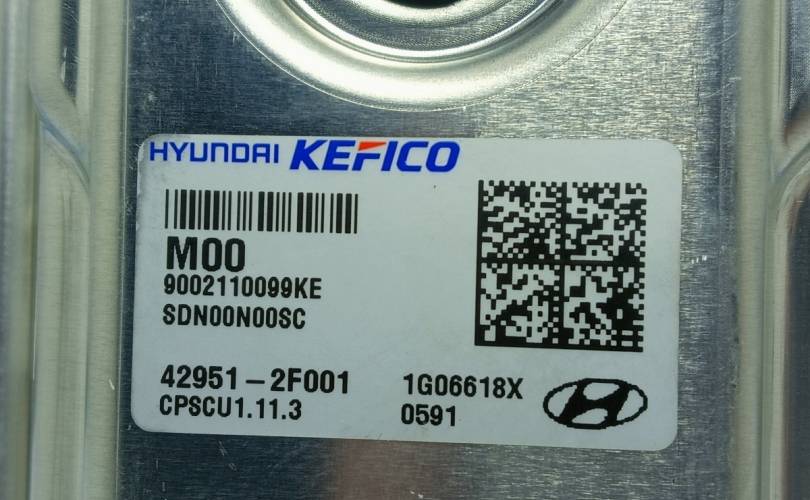 HYUNDAI KEFICO
M00
9002110099KE
SDN00N00SC
42951-2F001 1G06618X
CPSCU1.11.3 0591